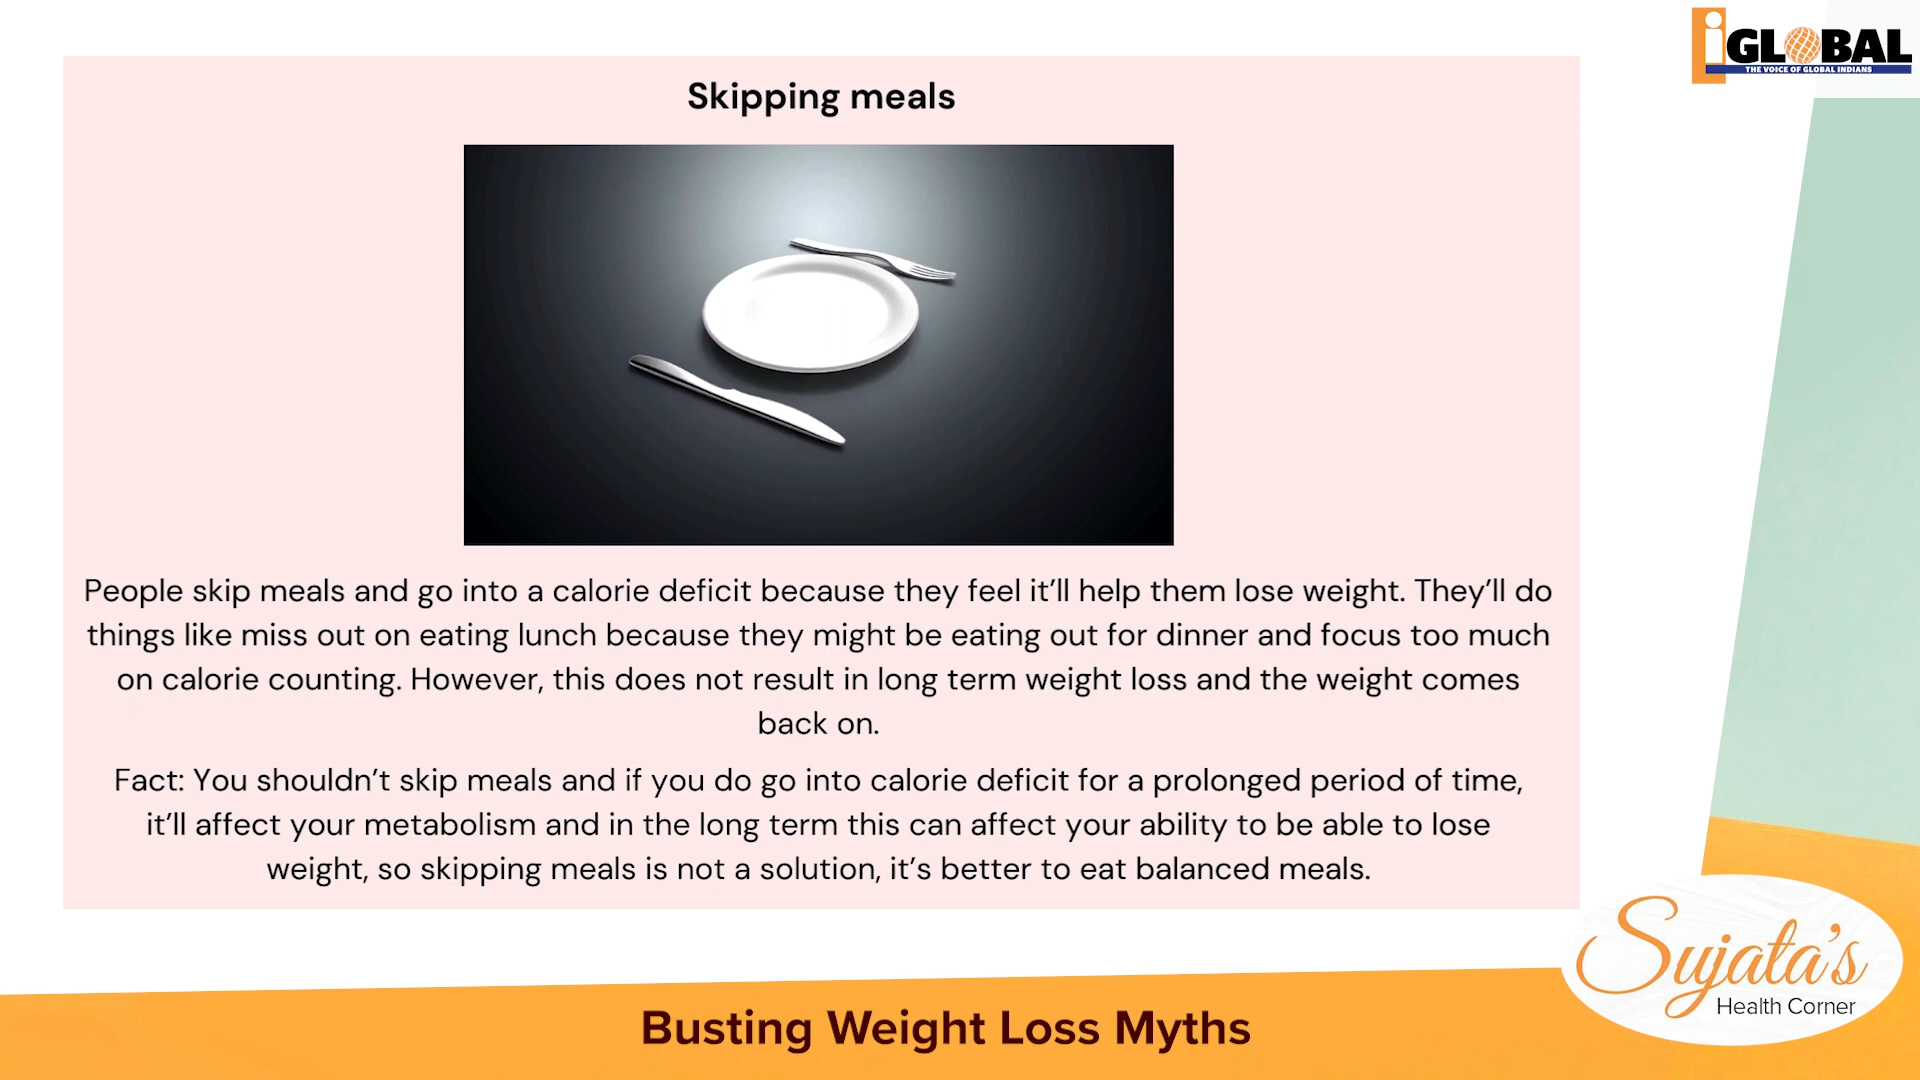 iGLOBAL
THE VOICE OF GLOBAL INDIANS
Skipping meals
People skip meals and go into a calorie deficit because they feel it’ll help them lose weight. They’ll do
things like miss out on eating lunch because they might be eating out for dinner and focus too much
on calorie counting. However, this does not result in long term weight loss and the weight comes
back on.
Fact: You shouldn’t skip meals and if you do go into calorie deficit for a prolonged period of time,
it’ll affect your metabolism and in the long term this can affect your ability to be able to lose
weight, so skipping meals is not a solution, it’s better to eat balanced meals.
Sujata’s
Health Corner
Busting Weight Loss Myths